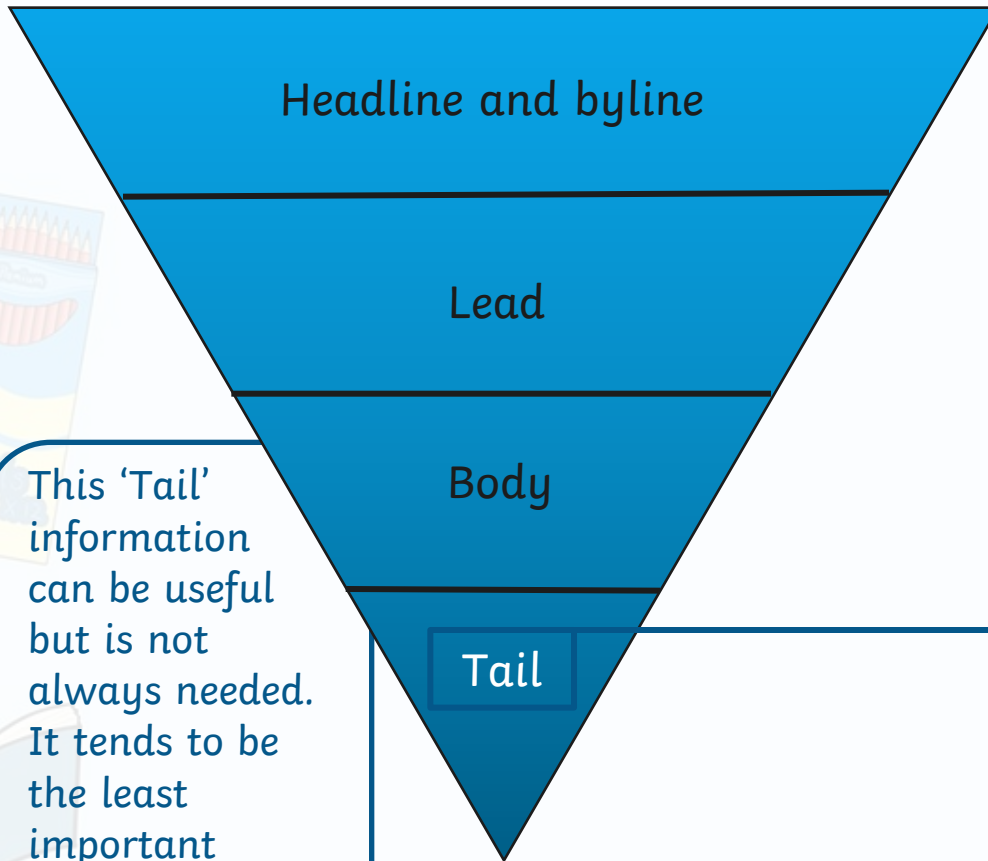 Headline and byline
Lead
Body
Tail
This ‘Tail’
information
can be useful
but is not
always needed.
It tends to be
the least
important